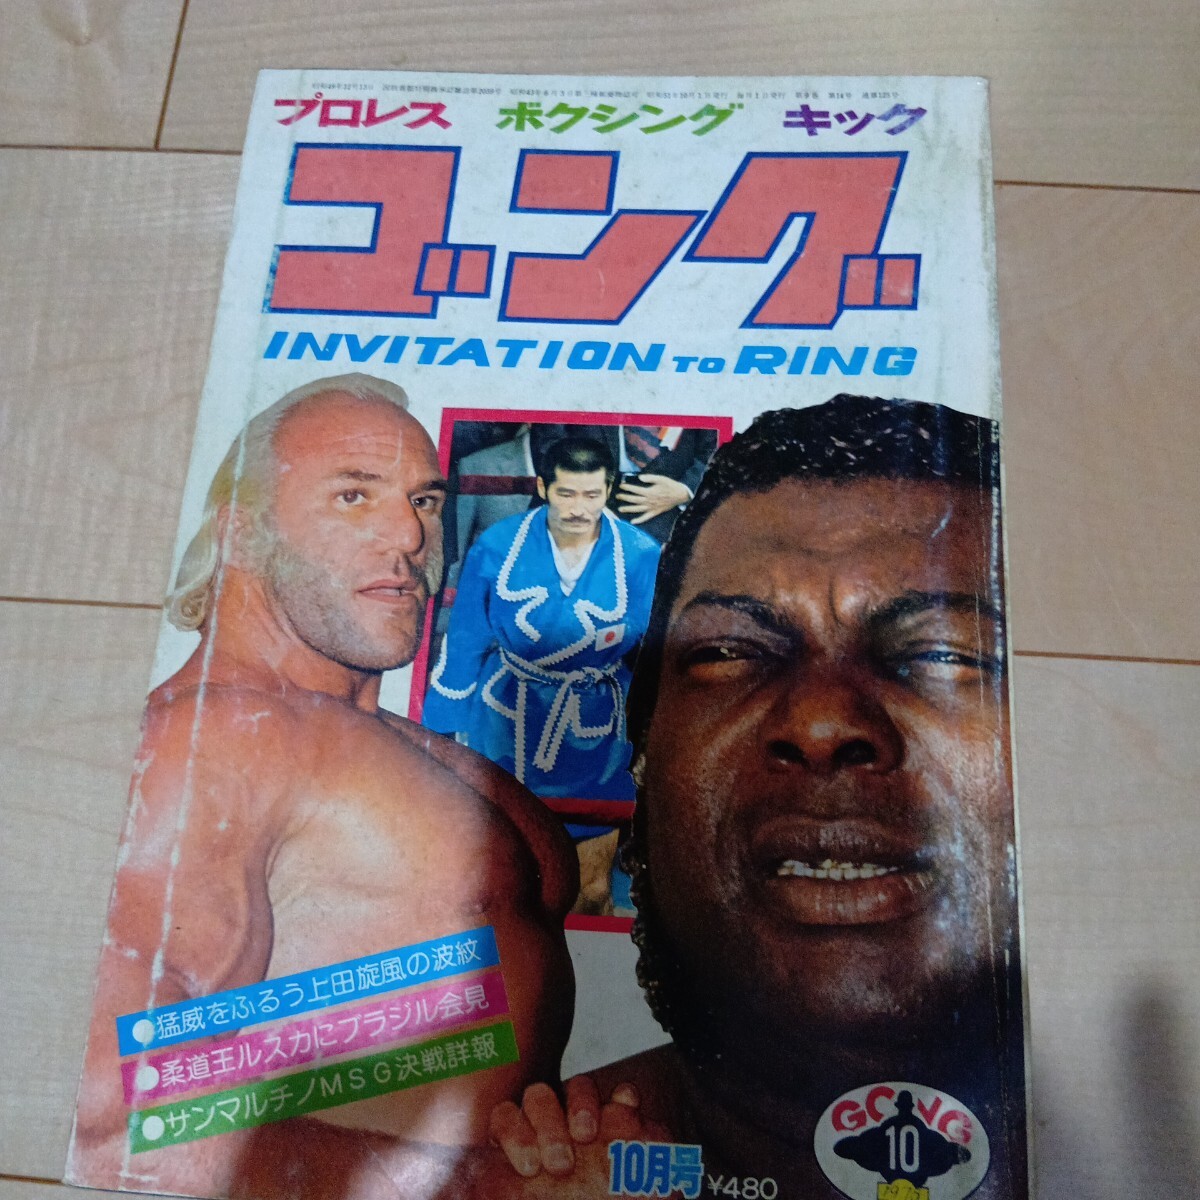 プロレス ボクシング キック
ゴング
INVITATION TO RING
●猛威をふるう上田旋風の波紋
●柔道王ルスカにブラジル会見
●サンマルチノMSG決戦詳報
10月号 ¥480
GONG
10